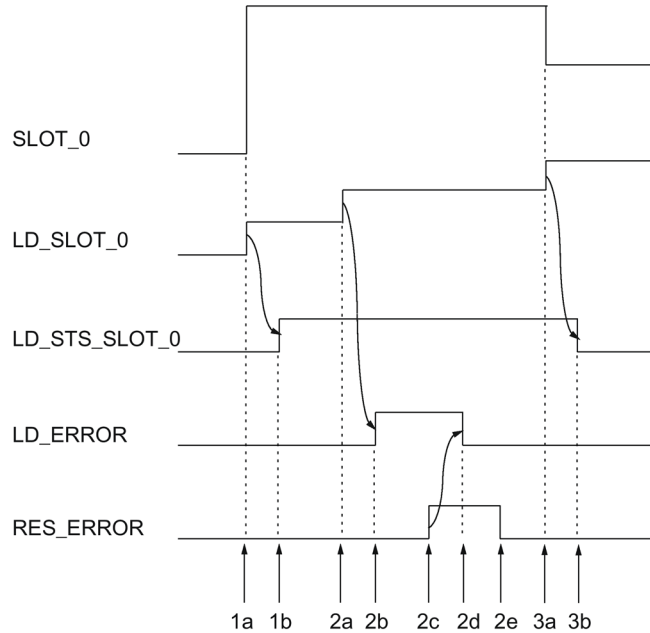 SLOT_0
LD_SLOT_0
LD_STS_SLOT_0
LD_ERROR
RES_ERROR
1a 1b 2a 2b 2c 2d 2e 3a 3b